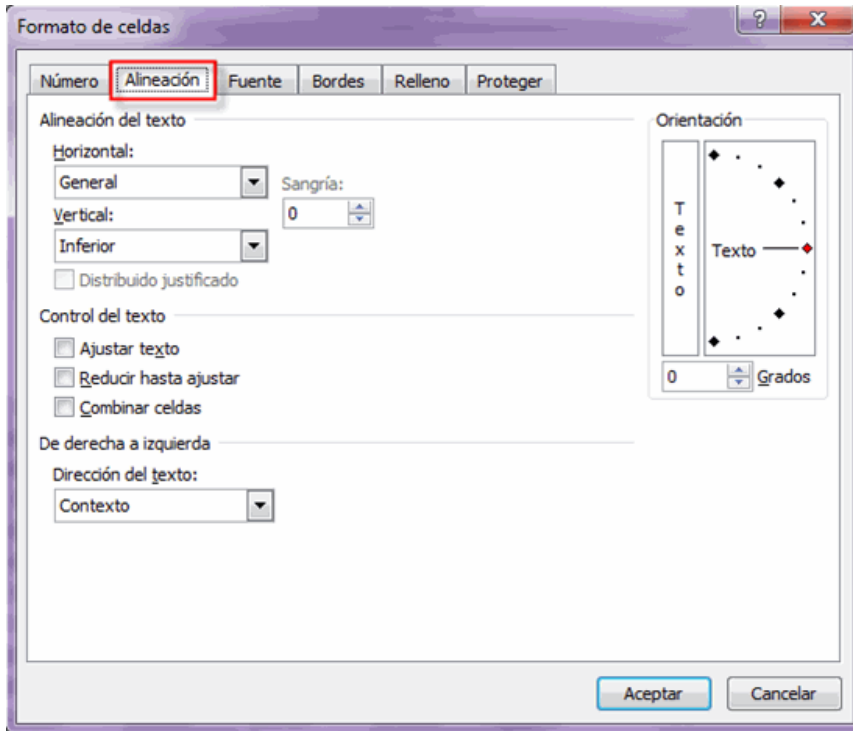 Formato de celdas
Número Alineación Fuente Bordes Relleno Proteger
Alineación del texto
Horizontal:
General
Sangría:
0
Vertical:
Inferior
Distribuido justificado
Control del texto
Ajustar texto
Reducir hasta ajustar
Combinar celdas
De derecha a izquierda
Dirección del texto:
Contexto
Orientación
Texto
Texto
0 Grados
Aceptar Cancelar